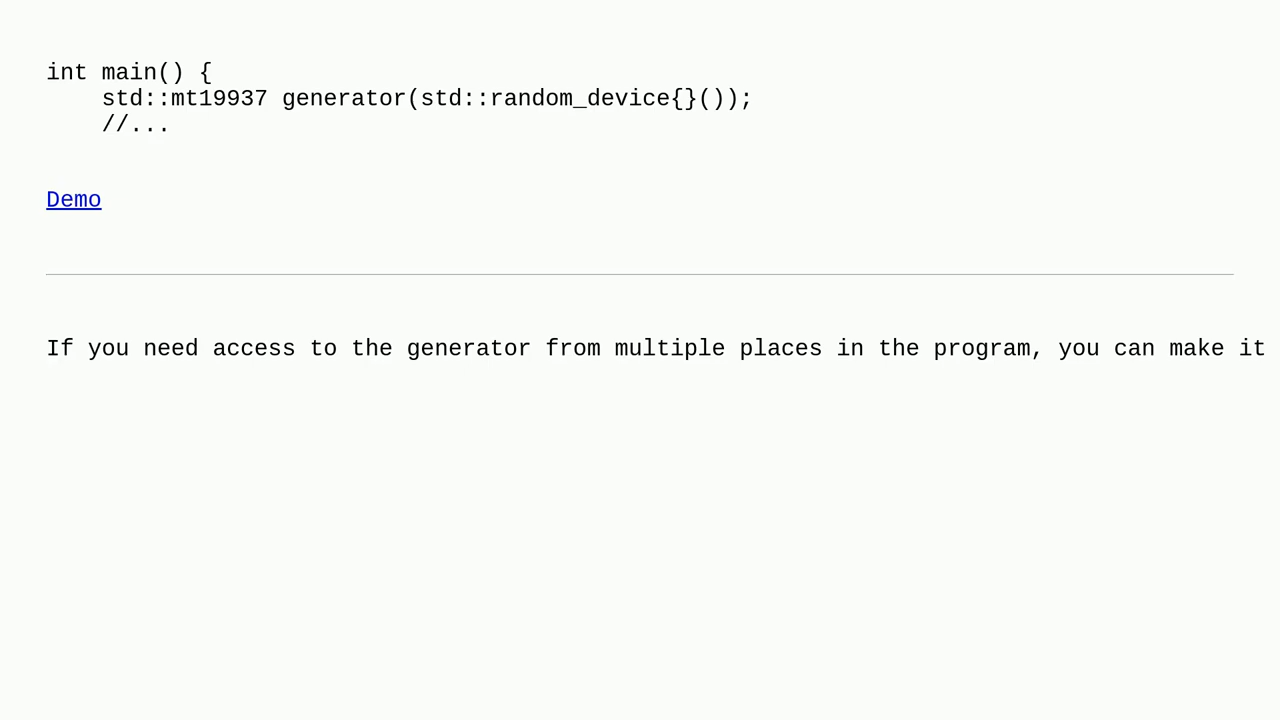 int main() {
    std::mt19937 generator(std::random_device{}());
    //...
Demo
If you need access to the generator from multiple places in the program, you can make it